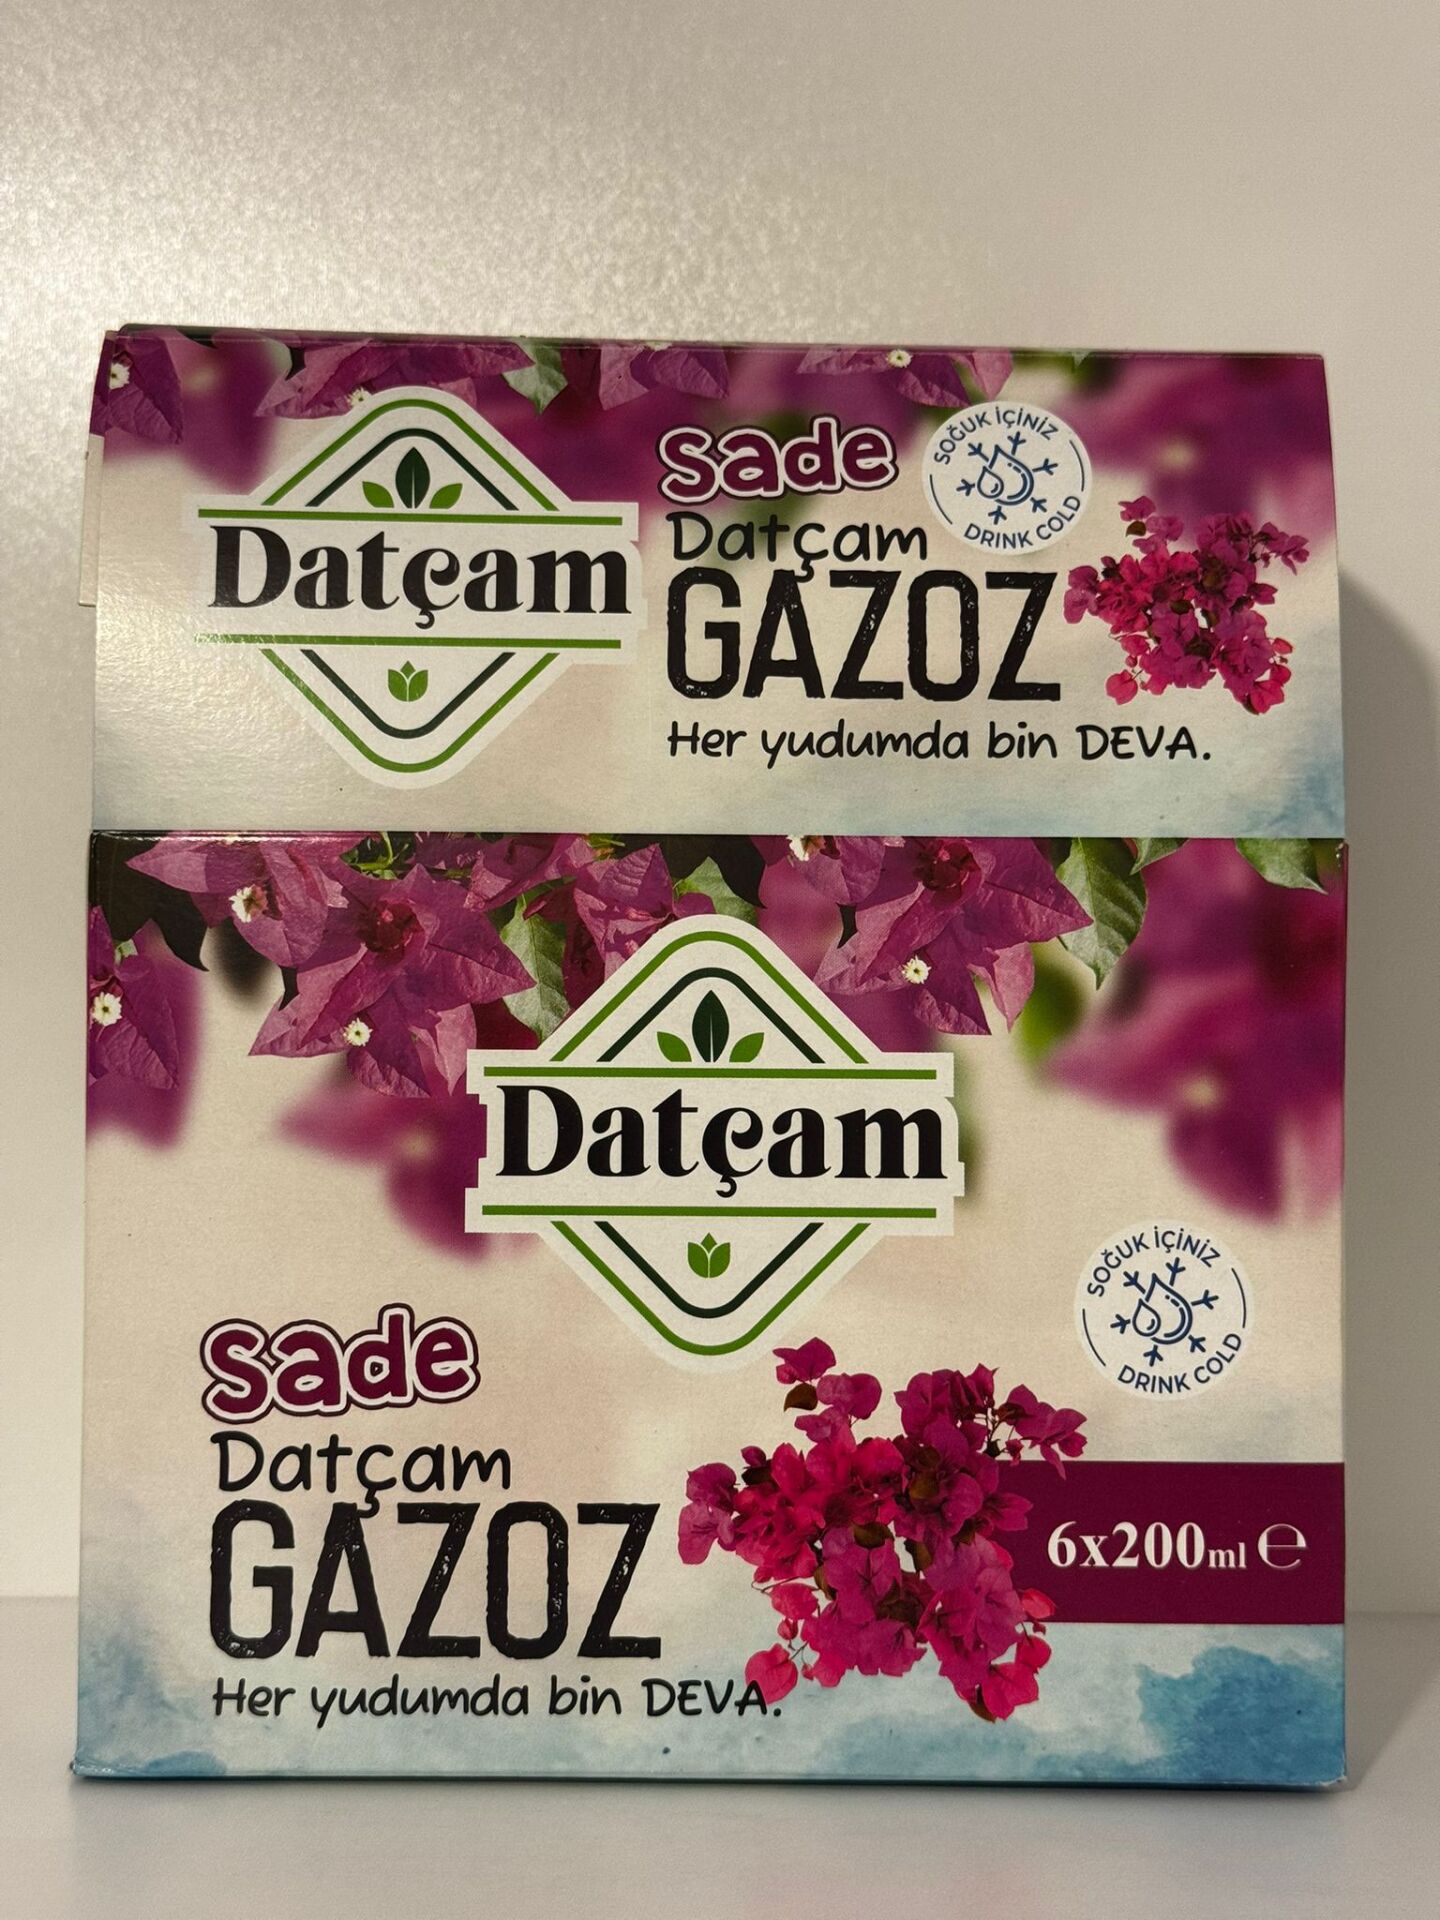 Datçam
Sade
Datçam
GAZOZ
Her yudumda bin DEVA.
SOĞUK İÇİNİZ
DRINK COLD
Datçam
SOĞUK İÇİNİZ
DRINK COLD
Sade
Datçam
GAZOZ
Her yudumda bin DEVA.
6x200ml ℮